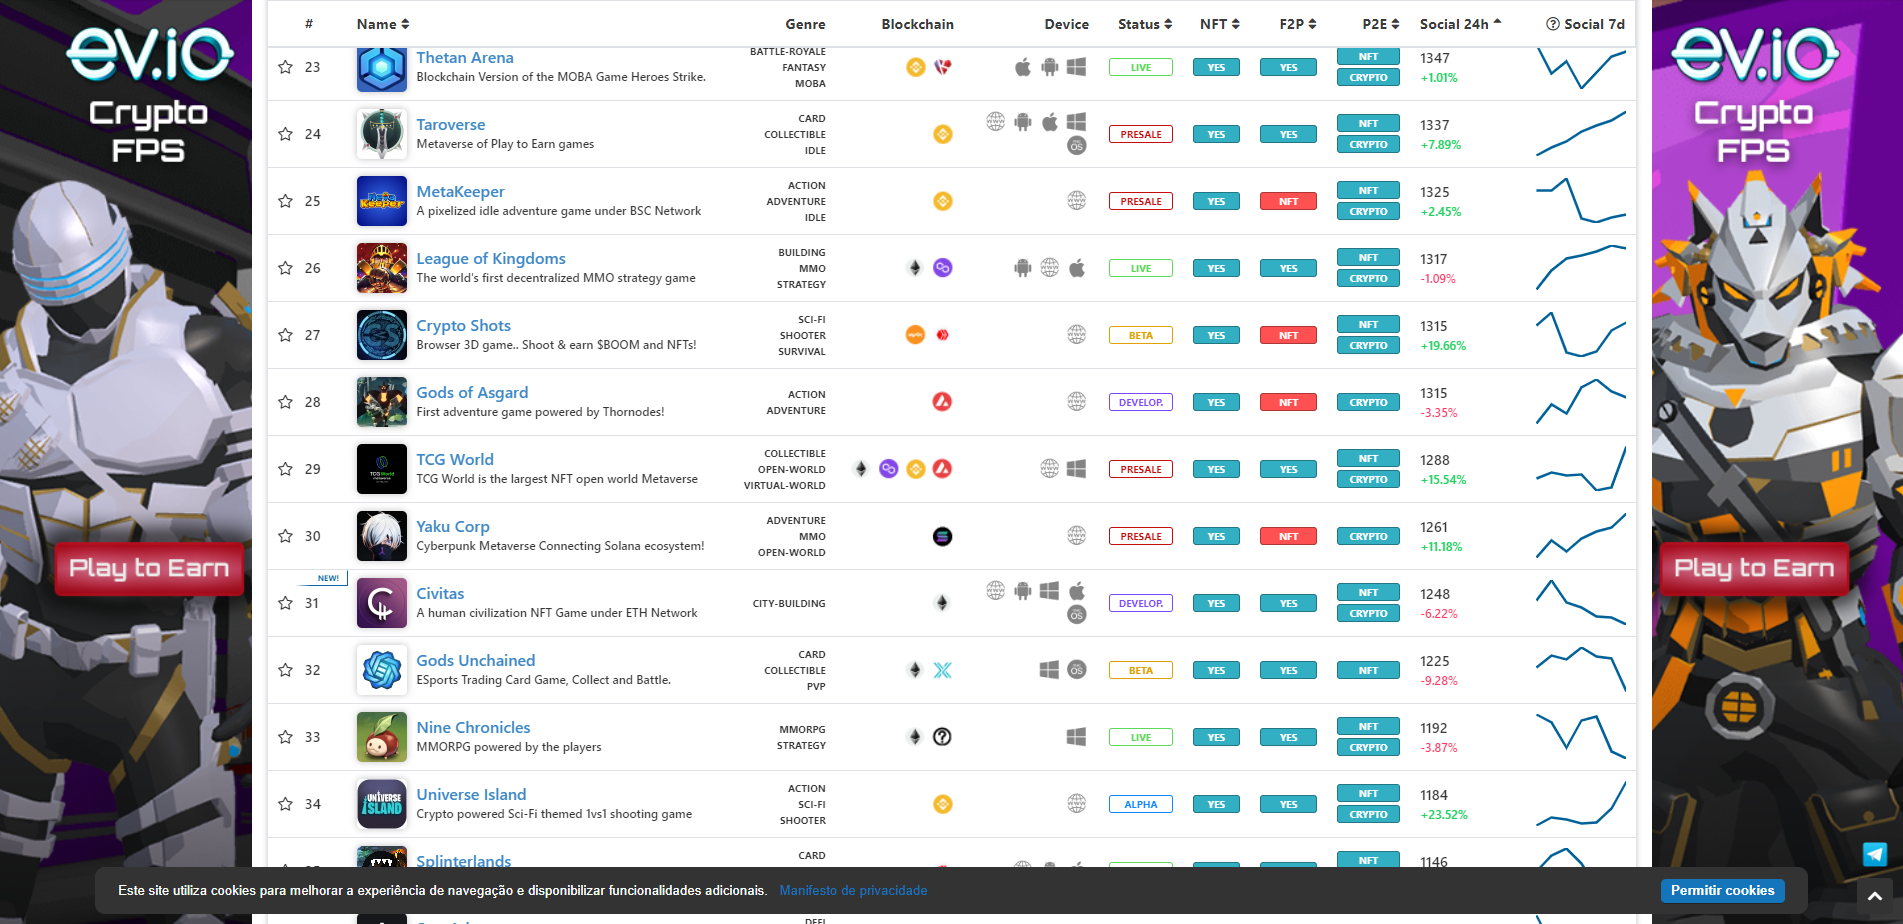 ev.io
Crypto
FPS
Play to Earn
# Name Genre Blockchain Device Status NFT F2P P2E Social 24h Social 7d
23 Thetan Arena
Blockchain Version of the MOBA Game Heroes Strike.
BATTLE-ROYALE
FANTASY
MOBA
LIVE YES YES NFT CRYPTO
1347
+1.01%
24 Taroverse
Metaverse of Play to Earn games
CARD
COLLECTIBLE
IDLE
OS
PRESALE YES YES NFT CRYPTO
1337
+7.89%
25 MetaKeeper
A pixelized idle adventure game under BSC Network
ACTION
ADVENTURE
IDLE
PRESALE YES NFT NFT CRYPTO
1325
+2.45%
26 League of Kingdoms
The world's first decentralized MMO strategy game
BUILDING
MMO
STRATEGY
LIVE YES YES NFT CRYPTO
1317
-1.09%
27 Crypto Shots
Browser 3D game.. Shoot & earn $BOOM and NFTs!
SCI-FI
SHOOTER
SURVIVAL
BETA YES NFT NFT CRYPTO
1315
+19.66%
28 Gods of Asgard
First adventure game powered by Thornodes!
ACTION
ADVENTURE
DEVELOP. YES NFT CRYPTO
1315
-3.35%
29 TCG World
TCG World is the largest NFT open world Metaverse
COLLECTIBLE
OPEN-WORLD
VIRTUAL-WORLD
PRESALE YES YES NFT CRYPTO
1288
+15.54%
30 Yaku Corp
Cyberpunk Metaverse Connecting Solana ecosystem!
ADVENTURE
MMO
OPEN-WORLD
PRESALE YES NFT CRYPTO
1261
+11.18%
NEW!
31 Civitas
A human civilization NFT Game under ETH Network
CITY-BUILDING
OS
DEVELOP. YES YES NFT CRYPTO
1248
-6.22%
32 Gods Unchained
ESports Trading Card Game, Collect and Battle.
CARD
COLLECTIBLE
PVP
OS
BETA YES YES NFT
1225
-9.28%
33 Nine Chronicles
MMORPG powered by the players
MMORPG
STRATEGY
LIVE YES YES NFT CRYPTO
1192
-3.87%
34 Universe Island
Crypto powered Sci-Fi themed 1vs1 shooting game
UNIVERSE
ISLAND
ACTION
SCI-FI
SHOOTER
ALPHA YES YES NFT CRYPTO
1184
+23.52%
Splinterlands
CARD
NFT
1146
Este site utiliza cookies para melhorar a experiência de navegação e disponibilizar funcionalidades adicionais. Manifesto de privacidade
Permitir cookies
DEFI
ev.io
Crypto
FPS
Play to Earn